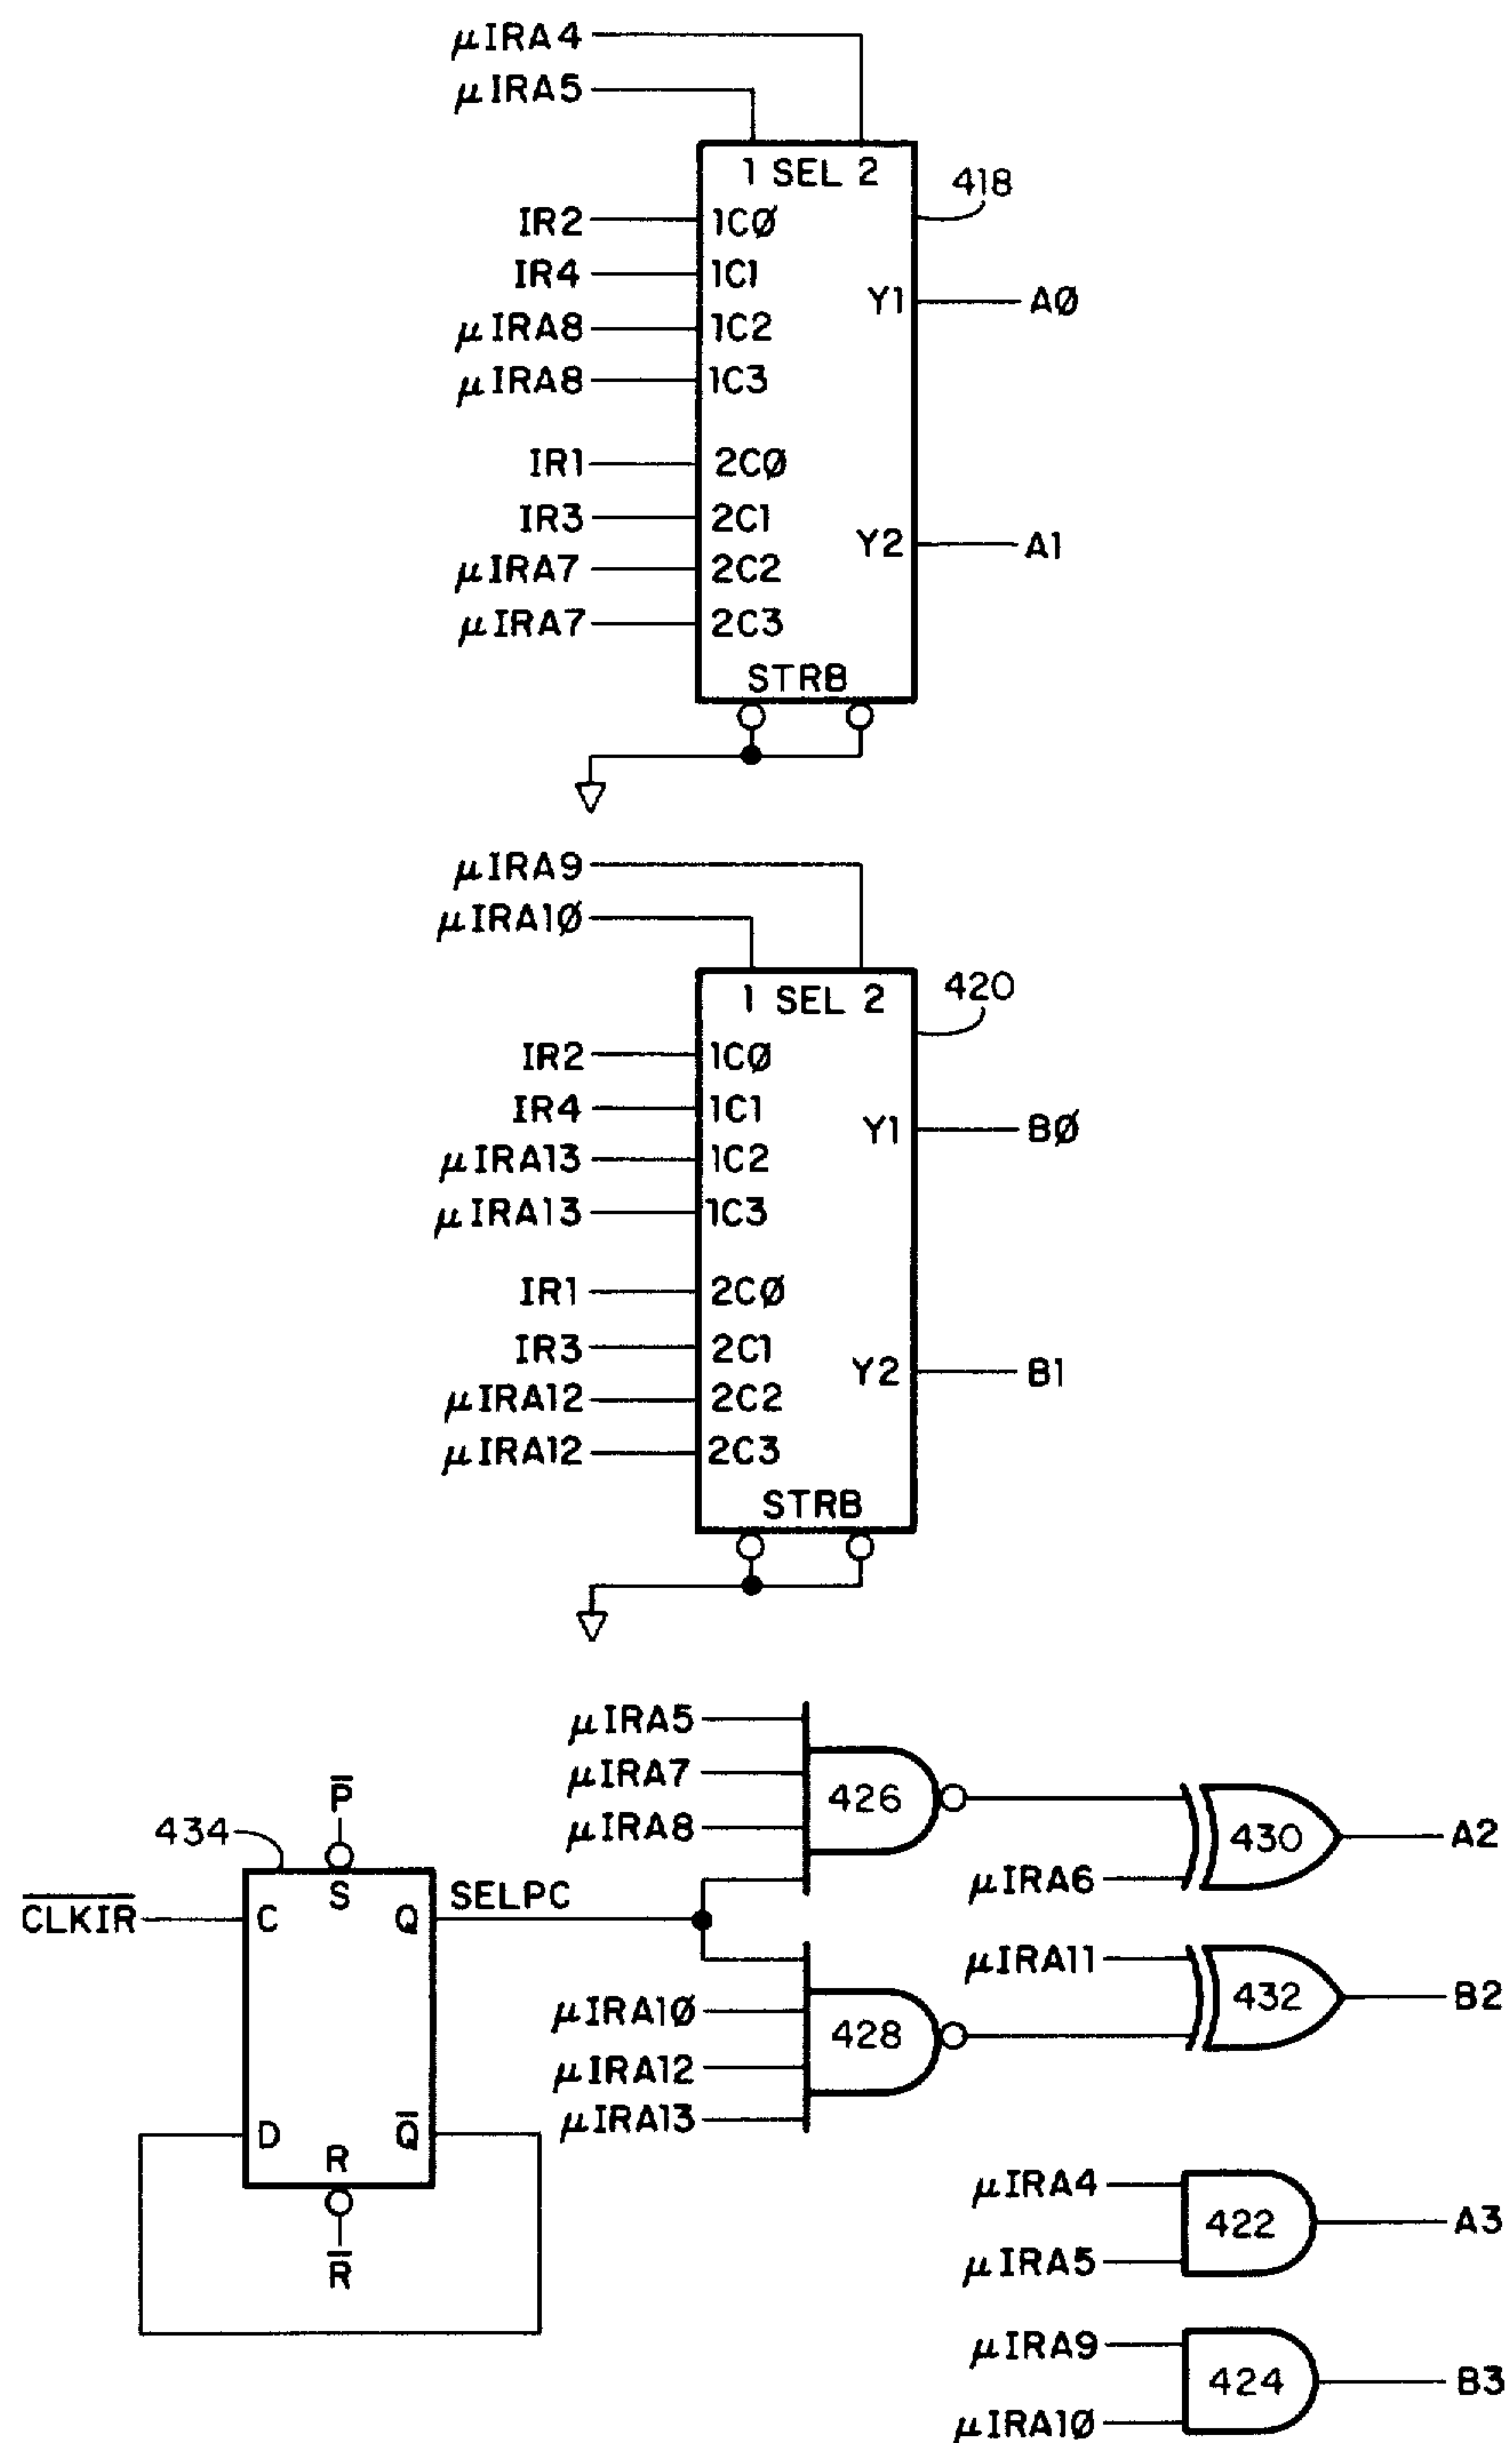 μIRA4
μIRA5
1 SEL 2
418
IR2 1CØ
IR4 1C1
Y1 AØ
μIRA8 1C2
μIRA8 1C3
IR1 2CØ
IR3 2C1
Y2 A1
μIRA7 2C2
μIRA7 2C3
STRB
μIRA9
μIRA1Ø
1 SEL 2
420
IR2 1CØ
IR4 1C1
Y1 BØ
μIRA13 1C2
μIRA13 1C3
IR1 2CØ
IR3 2C1
Y2 B1
μIRA12 2C2
μIRA12 2C3
STRB
μIRA5
μIRA7
426
μIRA8
430
A2
μIRA6
434
P̅
S
C̅L̅K̅I̅R̅
C
Q
SELPC
D
Q̅
R
R̅
μIRA11
432
B2
μIRA1Ø
428
μIRA12
μIRA13
μIRA4
422
A3
μIRA5
μIRA9
424
B3
μIRA1Ø